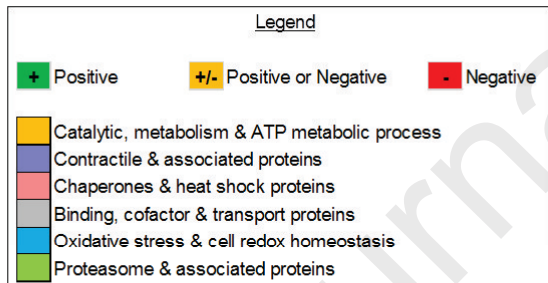 Legend
+ Positive +/- Positive or Negative - Negative
Catalytic, metabolism & ATP metabolic process
Contractile & associated proteins
Chaperones & heat shock proteins
Binding, cofactor & transport proteins
Oxidative stress & cell redox homeostasis
Proteasome & associated proteins